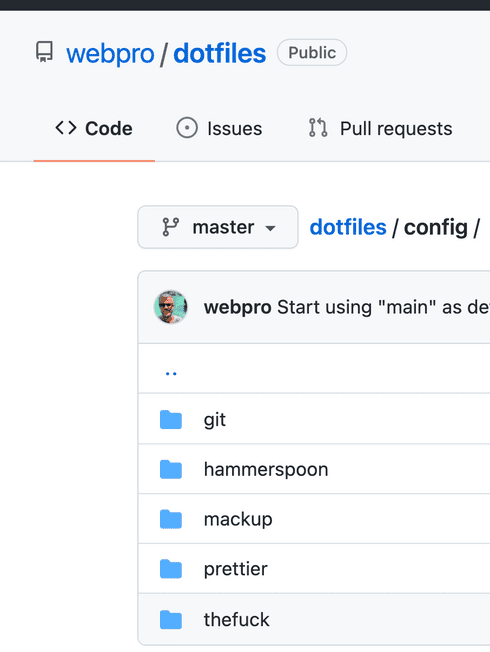 webpro / dotfiles Public
Code Issues Pull requests
master dotfiles / config /
webpro Start using "main" as de
..
git
hammerspoon
mackup
prettier
thefuck